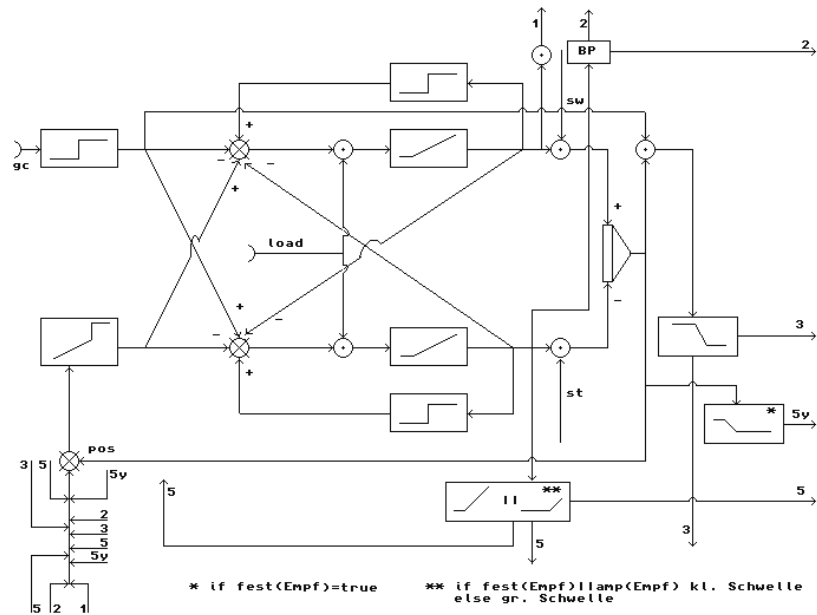 1
2
BP
2
sw
+
gc
-
-
+
+
load
+
-
-
+
-
3
st
*
5y
pos
3
5
5y
5
**
II
5
2
3
5
5y
5
3
5
2
1
* if fest(Empf)=true
** if fest(Empf)||amp(Empf) kl. Schwelle
else gr. Schwelle